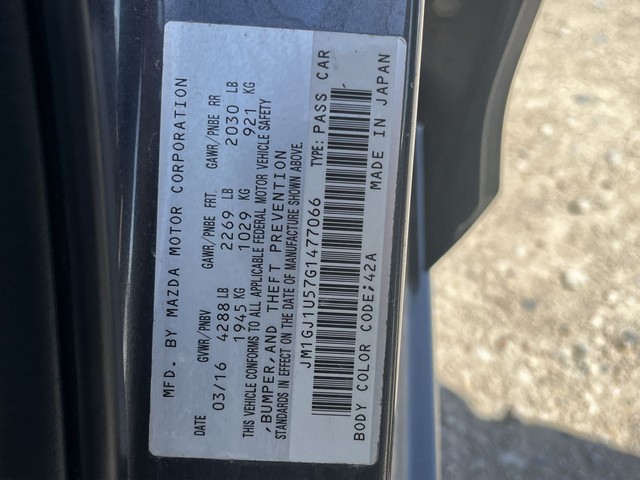 MFD. BY MAZDA MOTOR CORPORATION
DATE GVWR/PNBV GAWR/PNBE FRT. GAWR/PNBE RR
03/16 4288 LB 2269 LB 2030 LB
1945 KG 1029 KG 921 KG
THIS VEHICLE CONFORMS TO ALL APPLICABLE FEDERAL MOTOR VEHICLE SAFETY
,BUMPER,AND THEFT PREVENTION
STANDARDS IN EFFECT ON THE DATE OF MANUFACTURE SHOWN ABOVE.
JM1GJ1U57G1477066 TYPE: PASS CAR
BODY COLOR CODE;42A MADE IN JAPAN